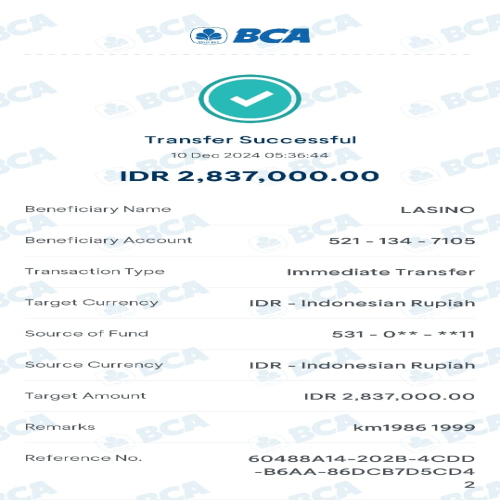 BCA
Transfer Successful
10 Dec 2024 05:36:44
IDR 2,837,000.00
Beneficiary Name LASINO
Beneficiary Account 521 - 134 - 7105
Transaction Type Immediate Transfer
Target Currency IDR - Indonesian Rupiah
Source of Fund 531 - 0** - **11
Source Currency IDR - Indonesian Rupiah
Target Amount IDR 2,837,000.00
Remarks km1986 1999
Reference No. 60488A14-202B-4CDD
-B6AA-86DCB7D5CD4
2